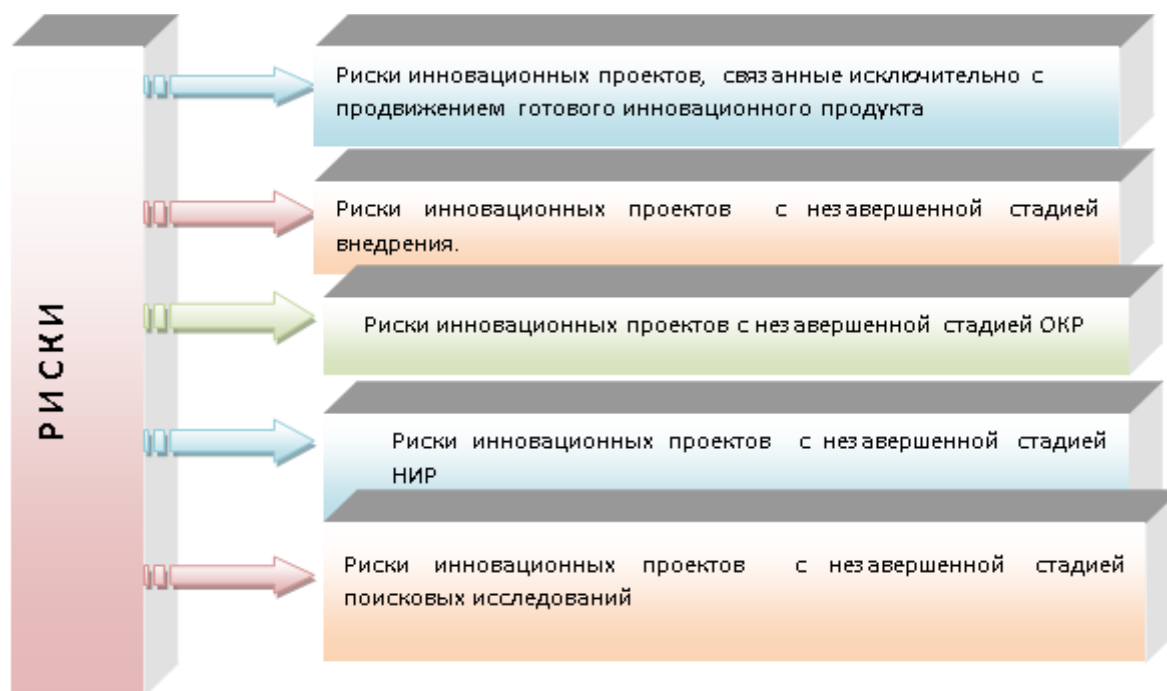 РИСКИ
Риски инновационных проектов, связанные исключительно с
продвижением готового инновационного продукта
Риски инновационных проектов с незавершенной стадией
внедрения.
Риски инновационных проектов с незавершенной стадией ОКР
Риски инновационных проектов с незавершенной стадией
НИР
Риски инновационных проектов с незавершенной стадией
поисковых исследований